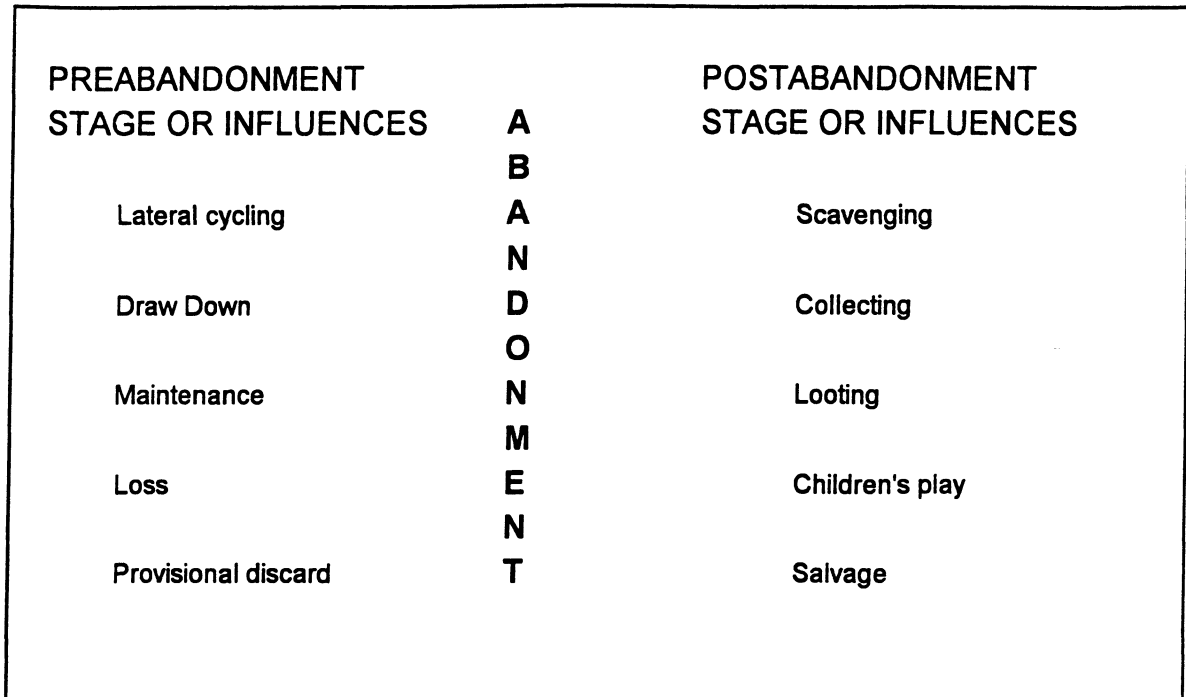 PREABANDONMENT
STAGE OR INFLUENCES
Lateral cycling
Draw Down
Maintenance
Loss
Provisional discard
ABANDONMENT
POSTABANDONMENT
STAGE OR INFLUENCES
Scavenging
Collecting
Looting
Children's play
Salvage